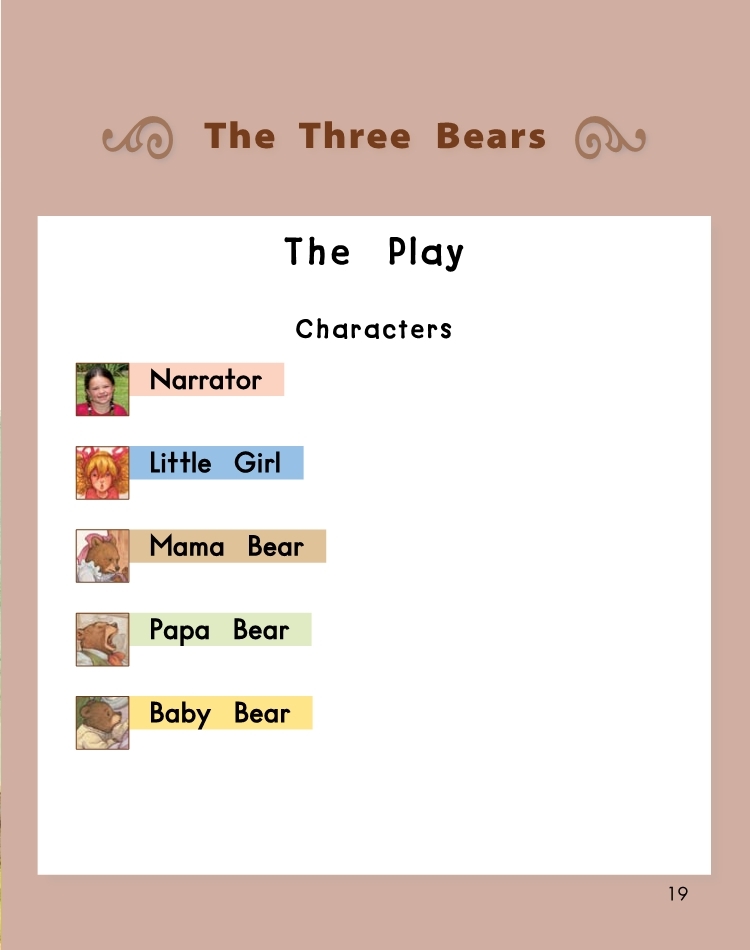 The Three Bears
The Play
Characters
Narrator
Little Girl
Mama Bear
Papa Bear
Baby Bear
19